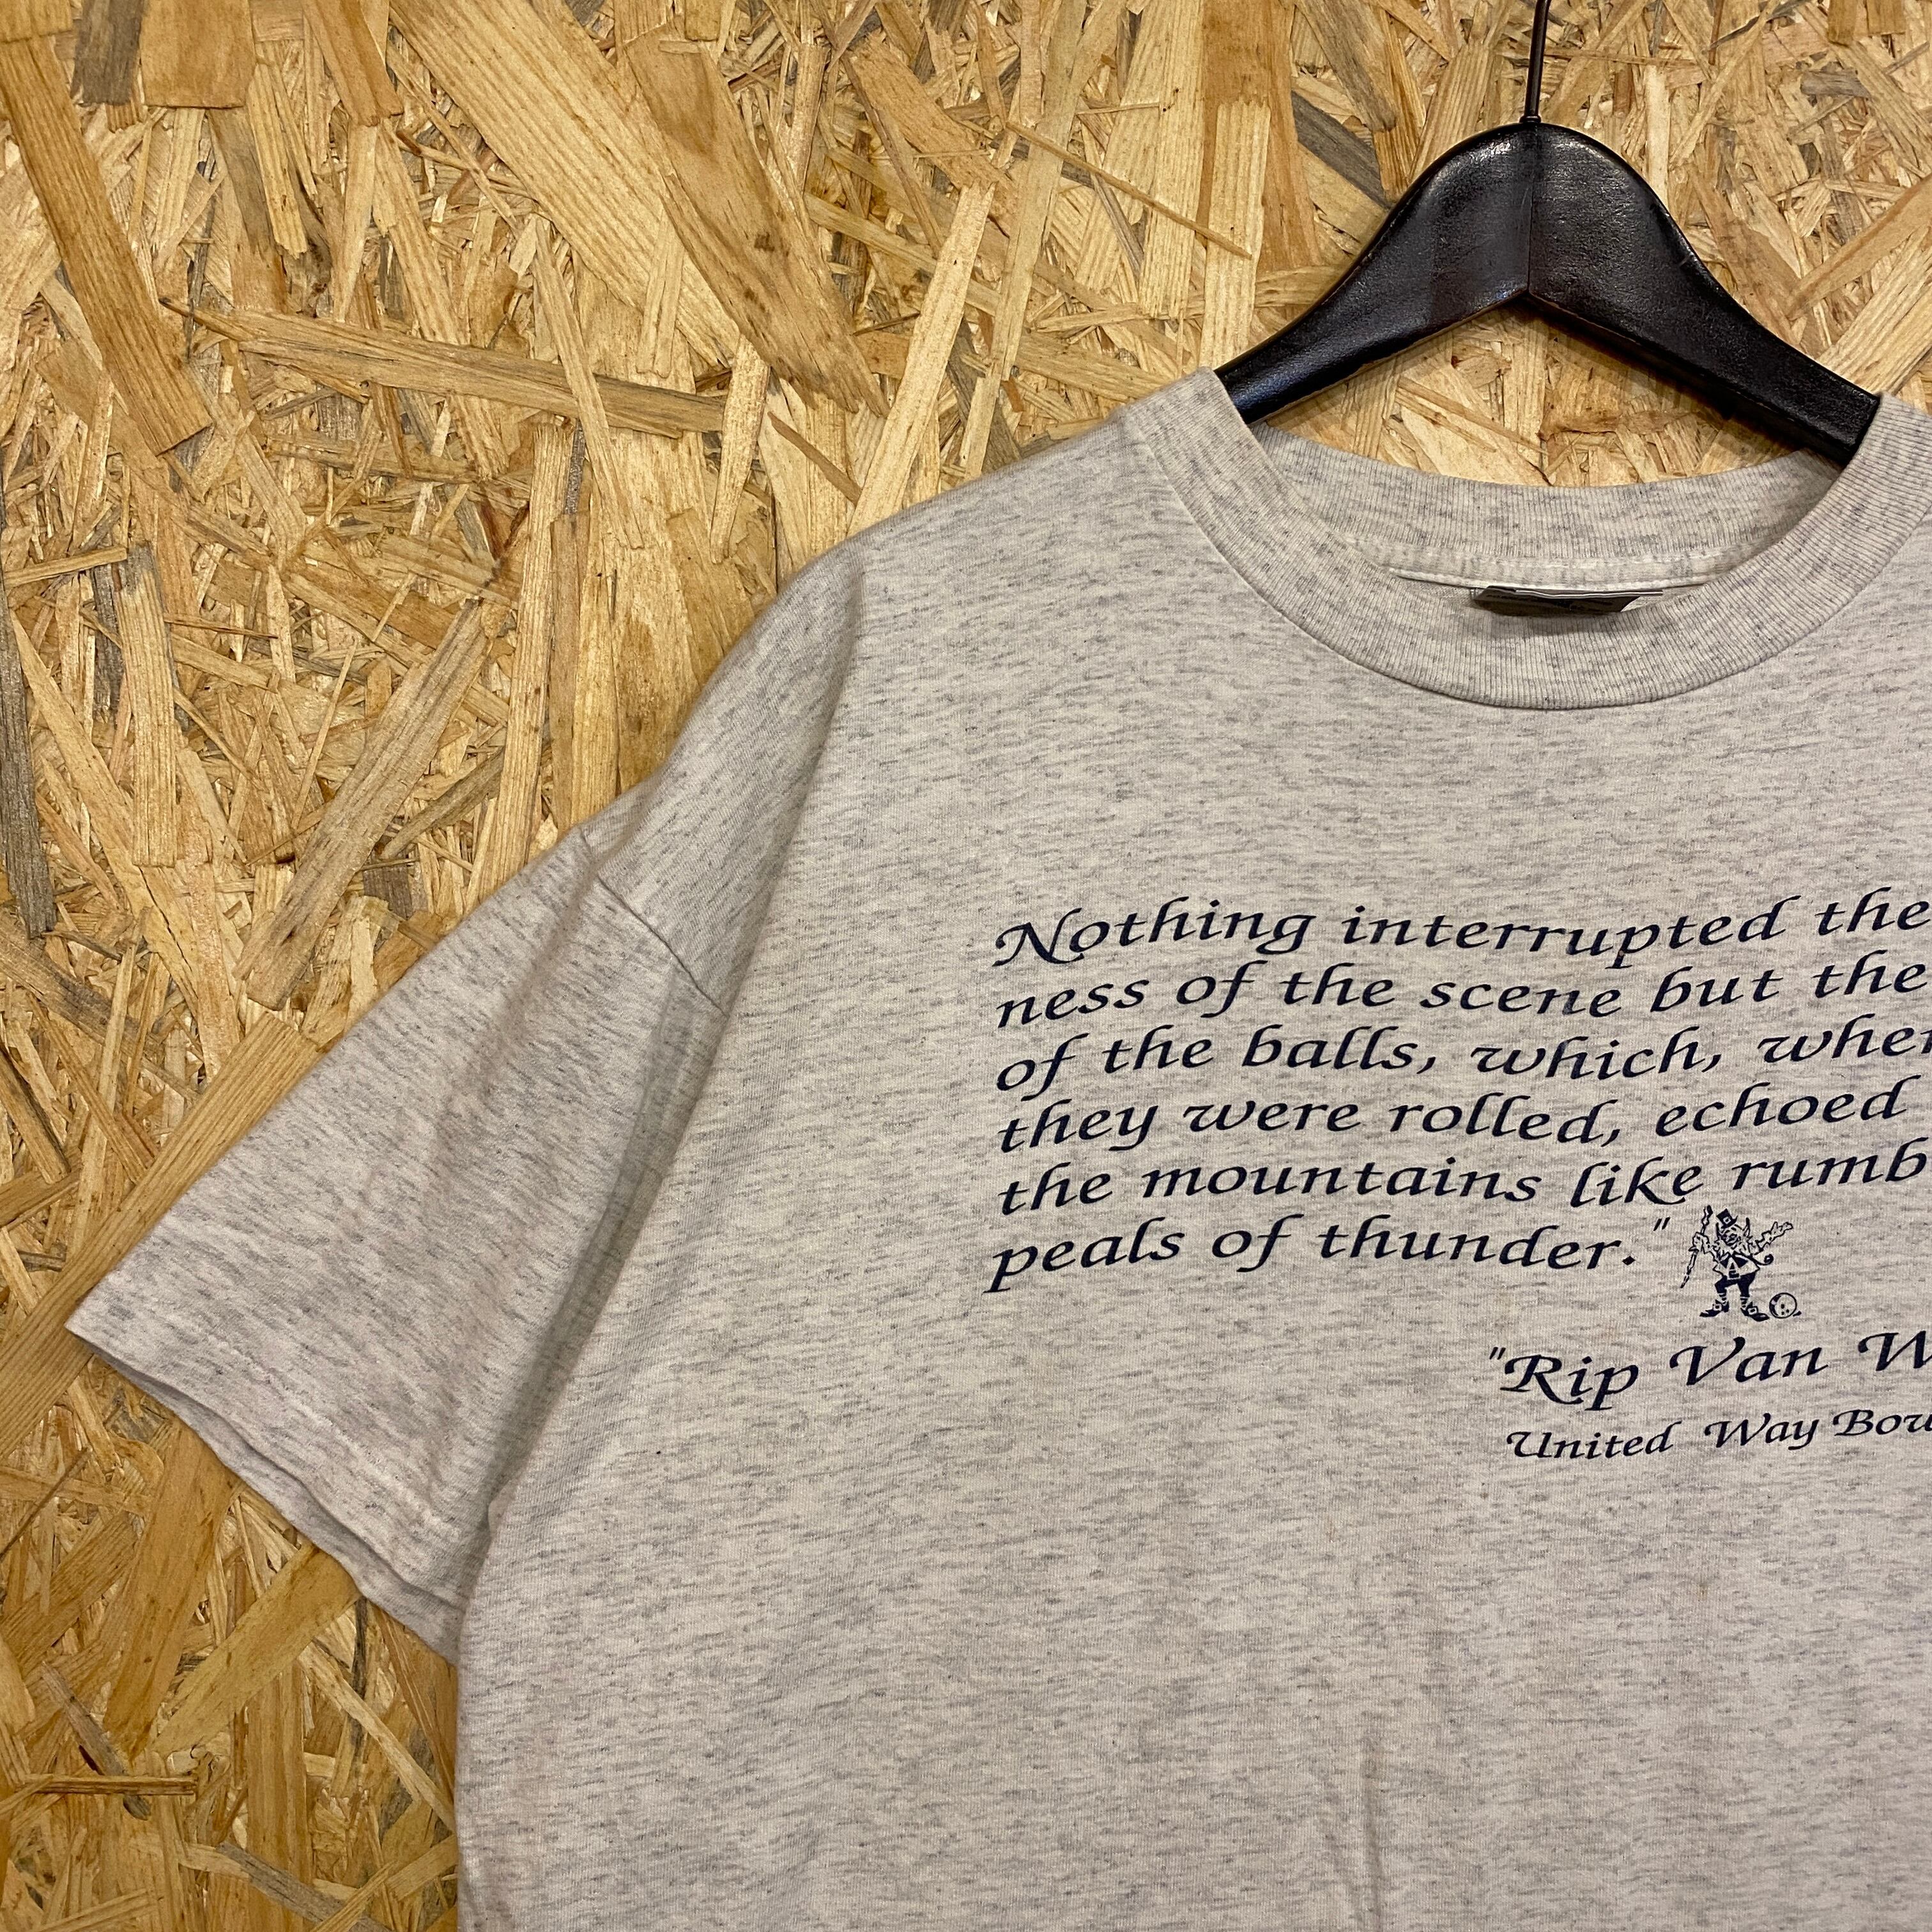 Nothing interrupted the
ness of the scene but the
of the balls, which, when
they were rolled, echoed
the mountains like rumb
peals of thunder."
"Rip Van W
United Way Bow